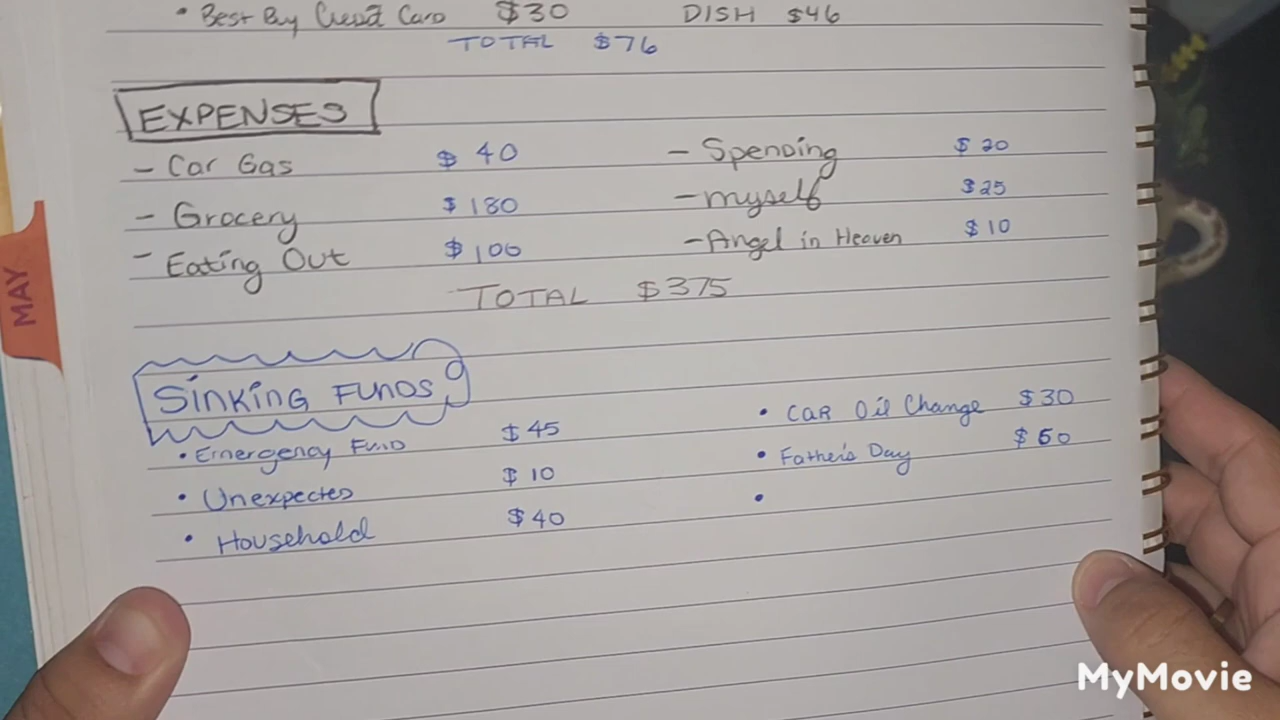 • Best Buy Credit Card $30 DISH $46
TOTAL $76
EXPENSES
- Car Gas $40 - Spending $20
- Grocery $180 - myself $25
- Eating Out $100 - Angel in Heaven $10
TOTAL $375
SINKING FUNDS
• Emergency Fund $45 • CAR Oil Change $30
• Unexpected $10 • Father's Day $60
• Household $40 •
MAY
MyMovie